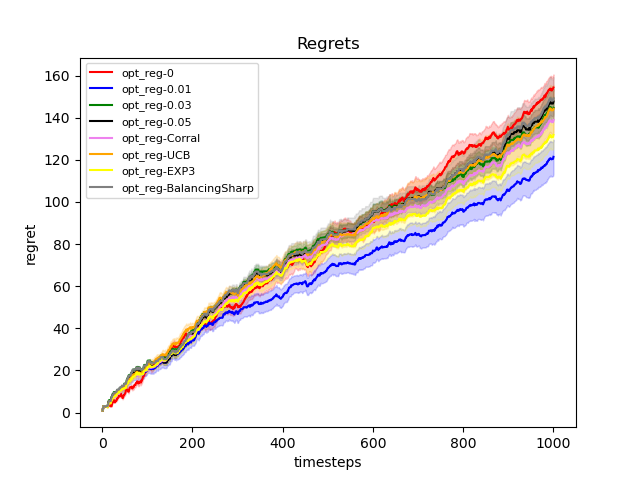 Regrets
opt_reg-0
opt_reg-0.01
opt_reg-0.03
opt_reg-0.05
opt_reg-Corral
opt_reg-UCB
opt_reg-EXP3
opt_reg-BalancingSharp
160
140
120
100
80
60
40
20
0
regret
0 200 400 600 800 1000
timesteps